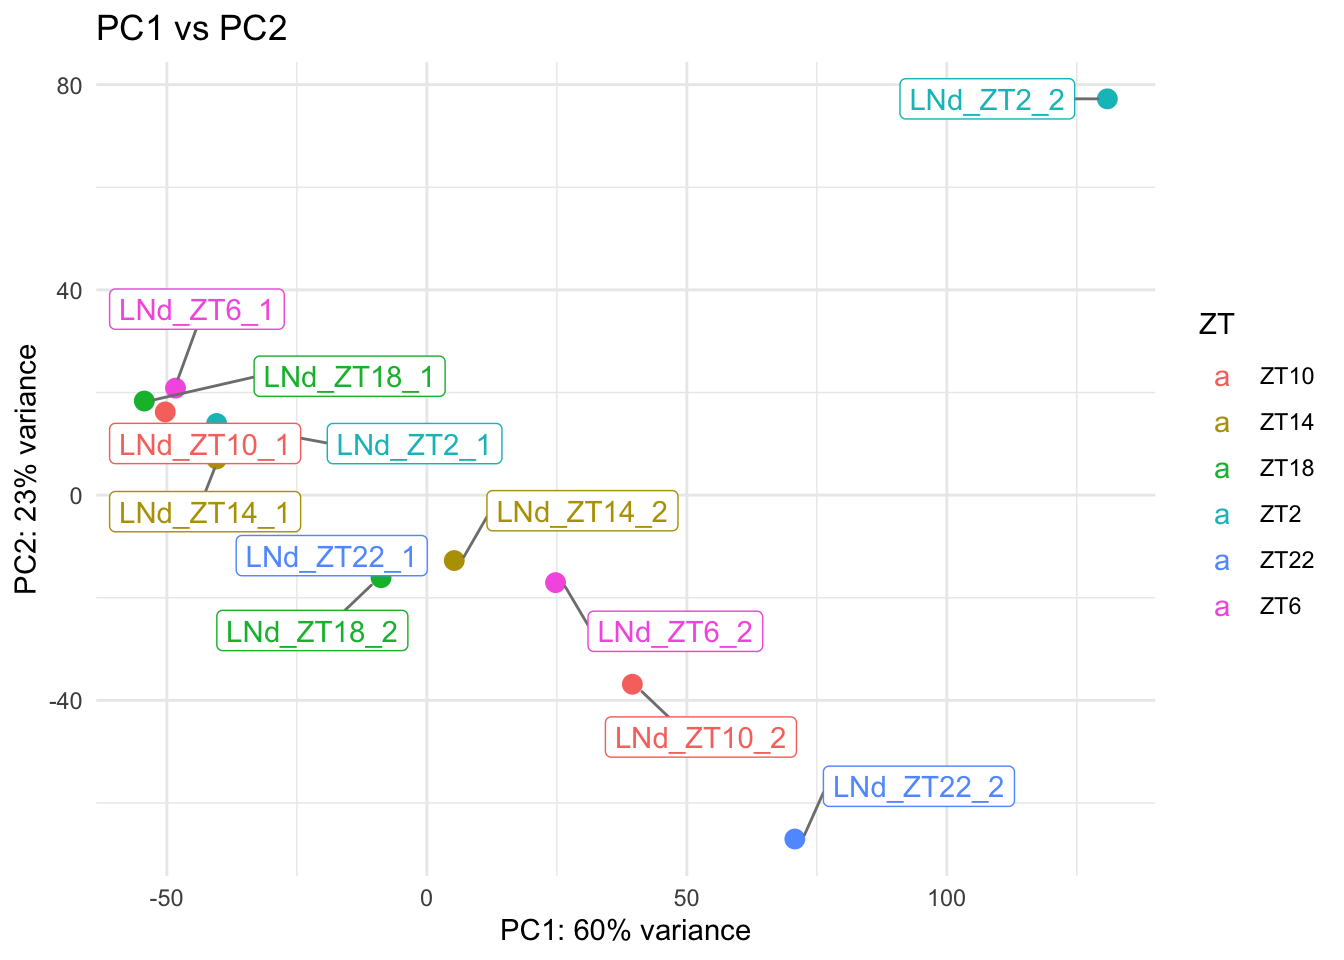 PC1 vs PC2
80
40
0
-40
PC2: 23% variance
LNd_ZT2_2
LNd_ZT6_1
LNd_ZT18_1
LNd_ZT10_1
LNd_ZT2_1
LNd_ZT14_1
LNd_ZT14_2
LNd_ZT22_1
LNd_ZT18_2
LNd_ZT6_2
LNd_ZT10_2
LNd_ZT22_2
-50
0
50
100
PC1: 60% variance
ZT
a ZT10
a ZT14
a ZT18
a ZT2
a ZT22
a ZT6